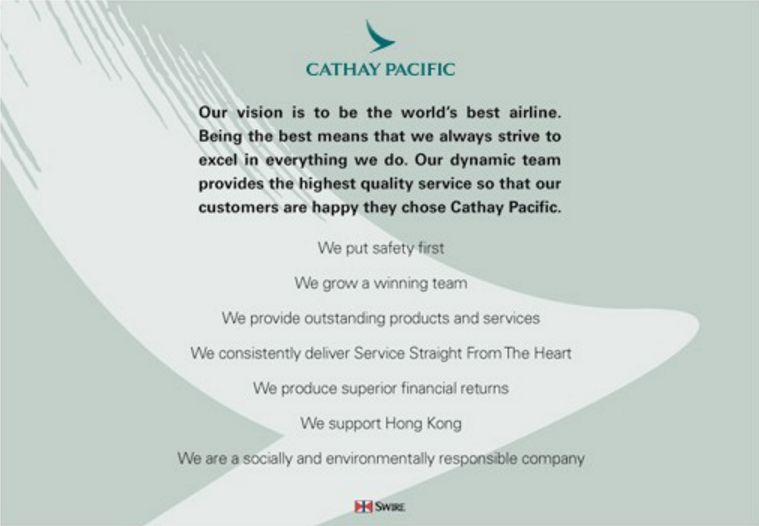 CATHAY PACIFIC
Our vision is to be the world's best airline.
Being the best means that we always strive to
excel in everything we do. Our dynamic team
provides the highest quality service so that our
customers are happy they chose Cathay Pacific.
We put safety first
We grow a winning team
We provide outstanding products and services
We consistently deliver Service Straight From The Heart
We produce superior financial returns
We support Hong Kong
We are a socially and environmentally responsible company
SWIRE